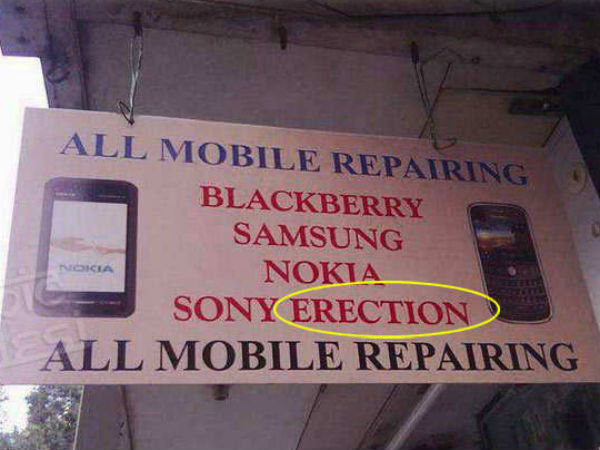 ALL MOBILE REPAIRING
BLACKBERRY
SAMSUNG
NOKIA
NOKIA
SONY ERECTION
ALL MOBILE REPAIRING